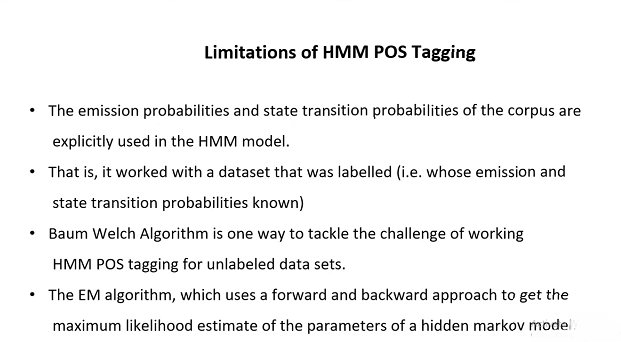 Limitations of HMM POS Tagging
• The emission probabilities and state transition probabilities of the corpus are
explicitly used in the HMM model.
• That is, it worked with a dataset that was labelled (i.e. whose emission and
state transition probabilities known)
• Baum Welch Algorithm is one way to tackle the challenge of working
HMM POS tagging for unlabeled data sets.
• The EM algorithm, which uses a forward and backward approach to get the
maximum likelihood estimate of the parameters of a hidden markov model.